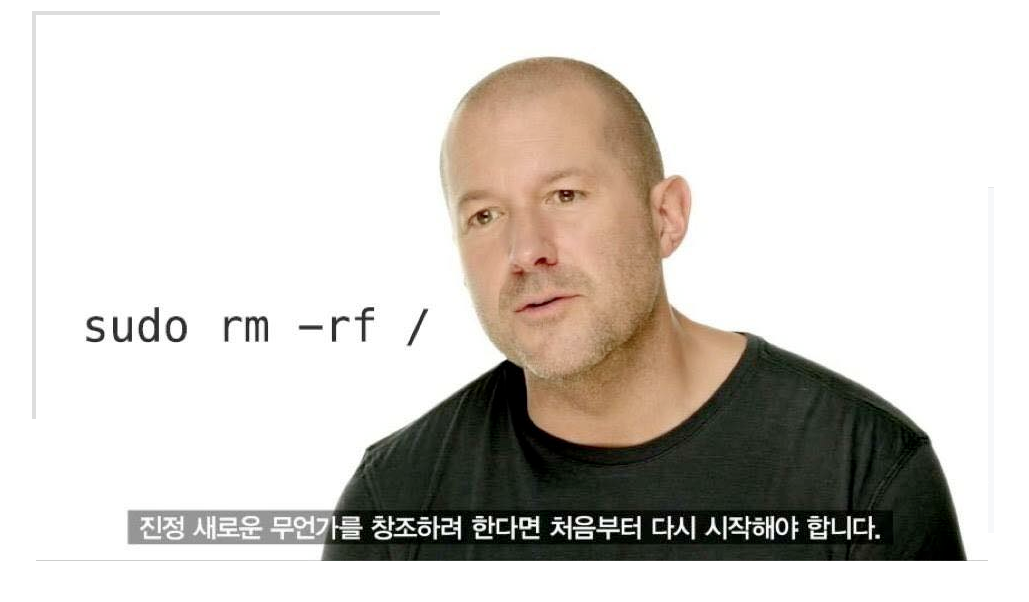 sudo rm -rf /
진정 새로운 무언가를 창조하려 한다면 처음부터 다시 시작해야 합니다.